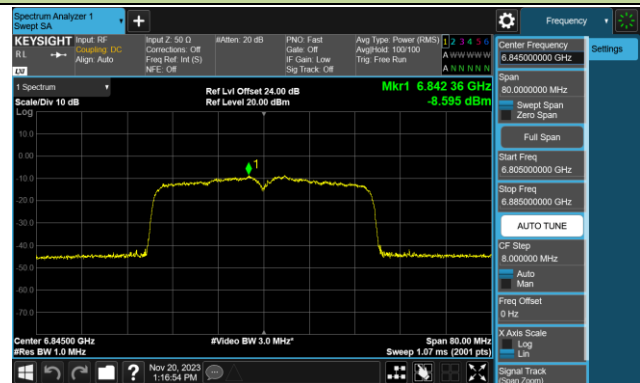 Spectrum Analyzer 1
Swept SA
Frequency
KEYSIGHT
Input: RF
Input Z: 50 Ω
#Atten: 20 dB
PNO: Fast
Avg Type: Power (RMS)
1 2 3 4 5 6
RL
Coupling: DC
Corrections: Off
Gate: Off
Avg|Hold: 100/100
A W W W W W
Align: Auto
Freq Ref: Int (S)
IF Gain: Low
Trig: Free Run
LXI
NFE: Off
Sig Track: Off
A N N N N N
1 Spectrum
Ref Lvl Offset 24.00 dB
Mkr1 6.842 36 GHz
Scale/Div 10 dB
Ref Level 20.00 dBm
-8.595 dBm
Log
10.0
0.00
-10.0
-20.0
-30.0
-40.0
-50.0
-60.0
-70.0
1
Center 6.84500 GHz
#Video BW 3.0 MHz*
Span 80.00 MHz
#Res BW 1.0 MHz
Sweep 1.07 ms (2001 pts)
Nov 20, 2023
1:16:54 PM
Center Frequency
6.845000000 GHz
Settings
Span
80.0000000 MHz
Swept Span
Zero Span
Full Span
Start Freq
6.805000000 GHz
Stop Freq
6.885000000 GHz
AUTO TUNE
CF Step
8.000000 MHz
Auto
Man
Freq Offset
0 Hz
X Axis Scale
Log
Lin
Signal Track
(Span Zoom)